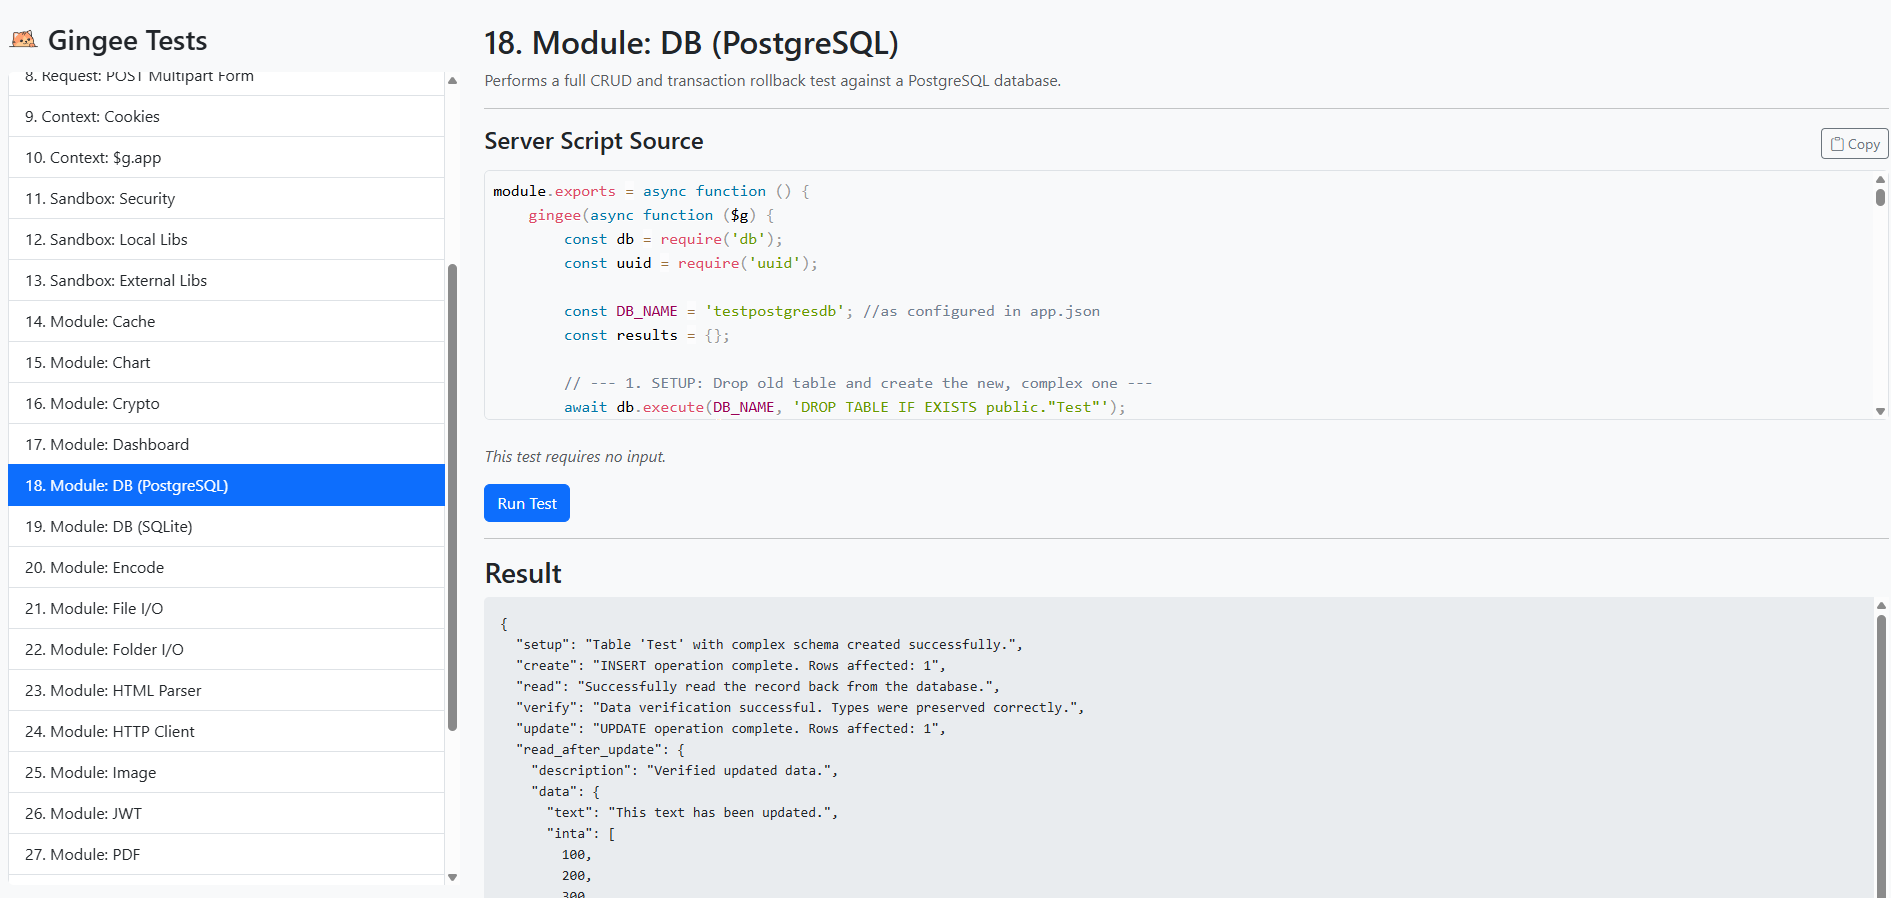 Gingee Tests
8. Request: POST Multipart Form
9. Context: Cookies
10. Context: $g.app
11. Sandbox: Security
12. Sandbox: Local Libs
13. Sandbox: External Libs
14. Module: Cache
15. Module: Chart
16. Module: Crypto
17. Module: Dashboard
18. Module: DB (PostgreSQL)
19. Module: DB (SQLite)
20. Module: Encode
21. Module: File I/O
22. Module: Folder I/O
23. Module: HTML Parser
24. Module: HTTP Client
25. Module: Image
26. Module: JWT
27. Module: PDF
18. Module: DB (PostgreSQL)
Performs a full CRUD and transaction rollback test against a PostgreSQL database.
Server Script Source
Copy
module.exports = async function () {
    gingee(async function ($g) {
        const db = require('db');
        const uuid = require('uuid');
        const DB_NAME = 'testpostgresdb'; //as configured in app.json
        const results = {};
        // --- 1. SETUP: Drop old table and create the new, complex one ---
        await db.execute(DB_NAME, 'DROP TABLE IF EXISTS public."Test"');
This test requires no input.
Run Test
Result
{
  "setup": "Table 'Test' with complex schema created successfully.",
  "create": "INSERT operation complete. Rows affected: 1",
  "read": "Successfully read the record back from the database.",
  "verify": "Data verification successful. Types were preserved correctly.",
  "update": "UPDATE operation complete. Rows affected: 1",
  "read_after_update": {
    "description": "Verified updated data.",
    "data": {
      "text": "This text has been updated.",
      "inta": [
        100,
        200,
        300